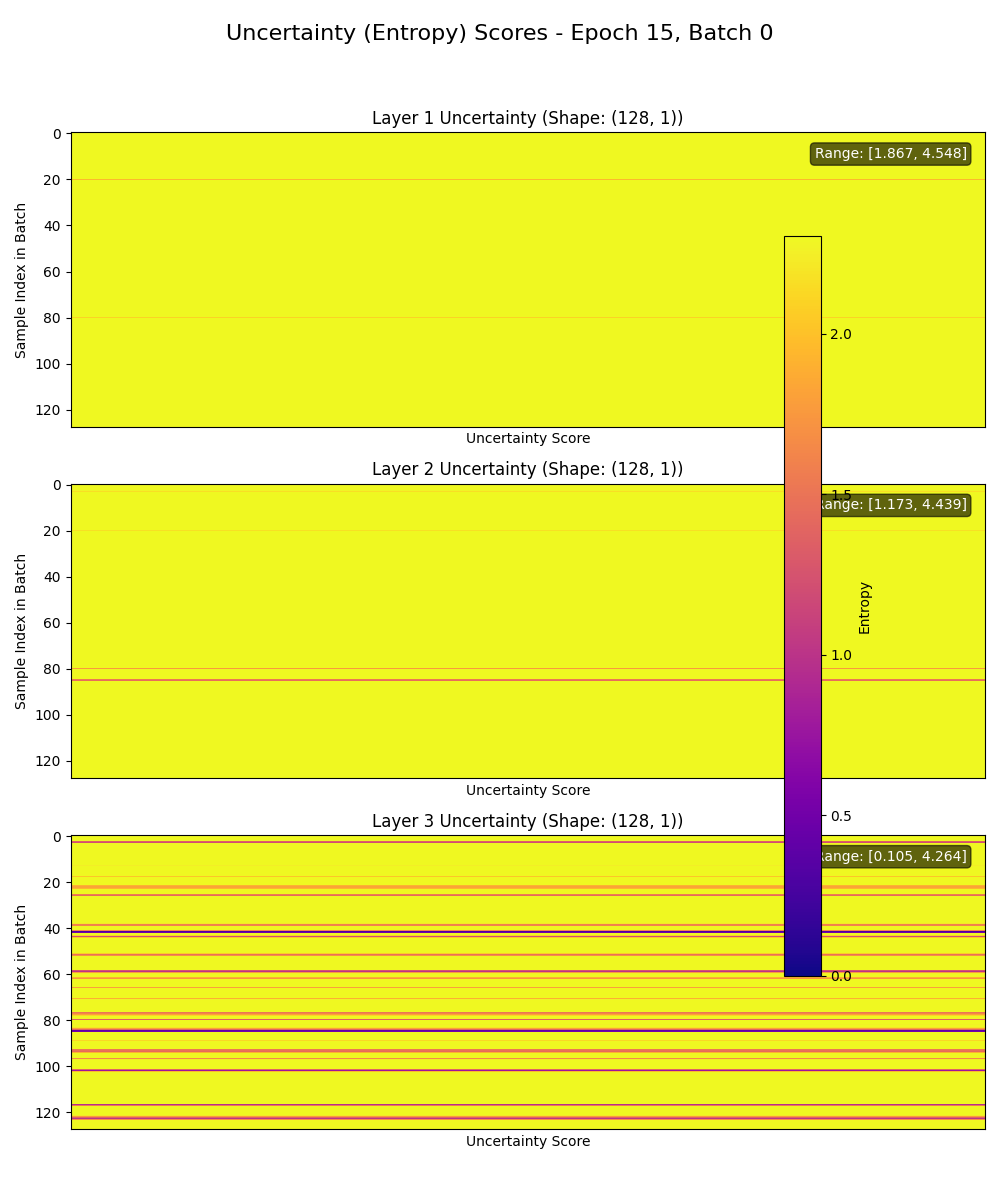 Uncertainty (Entropy) Scores - Epoch 15, Batch 0
Layer 1 Uncertainty (Shape: (128, 1))
Range: [1.867, 4.548]
0
20
40
60
80
100
120
Sample Index in Batch
Uncertainty Score
Layer 2 Uncertainty (Shape: (128, 1))
Range: [1.173, 4.439]
0
20
40
60
80
100
120
Sample Index in Batch
Uncertainty Score
Layer 3 Uncertainty (Shape: (128, 1))
Range: [0.105, 4.264]
0
20
40
60
80
100
120
Sample Index in Batch
Uncertainty Score
2.0
1.5
1.0
0.5
0.0
Entropy